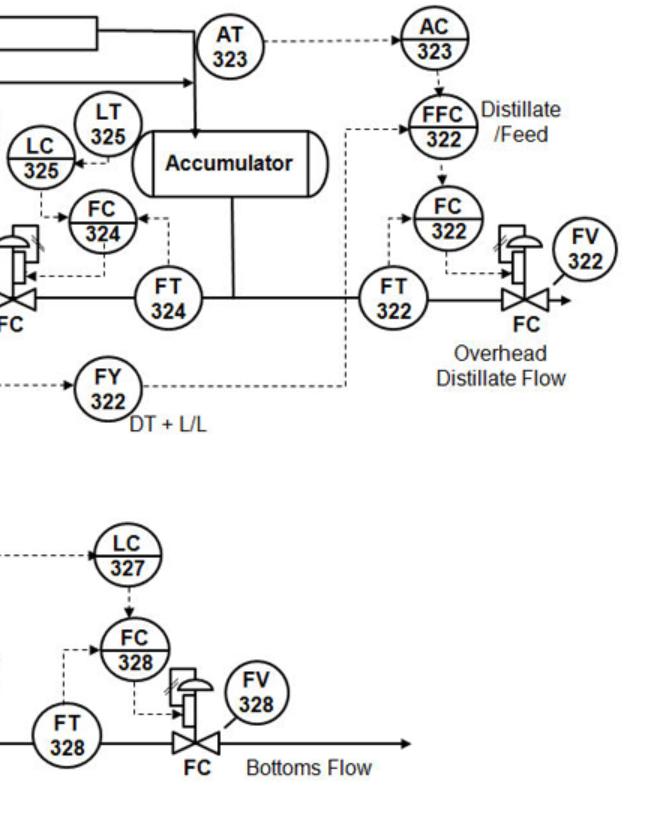 AT
323
AC
323
LT
325
FFC
322
Distillate
/Feed
LC
325
Accumulator
FC
324
FC
322
FV
322
FT
324
FT
322
FC
FC
Overhead
Distillate Flow
FY
322
DT + L/L
LC
327
FC
328
FV
328
FT
328
FC
Bottoms Flow